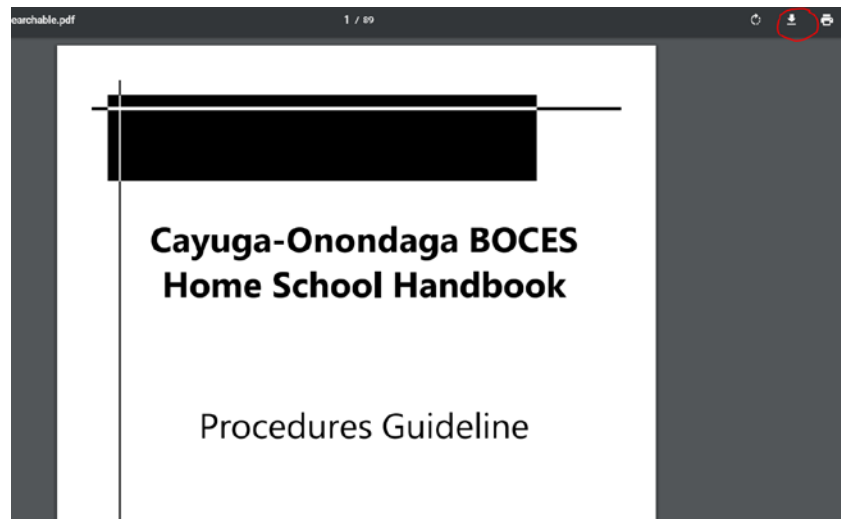 earchable.pdf 1 / 89
Cayuga-Onondaga BOCES
Home School Handbook
Procedures Guideline